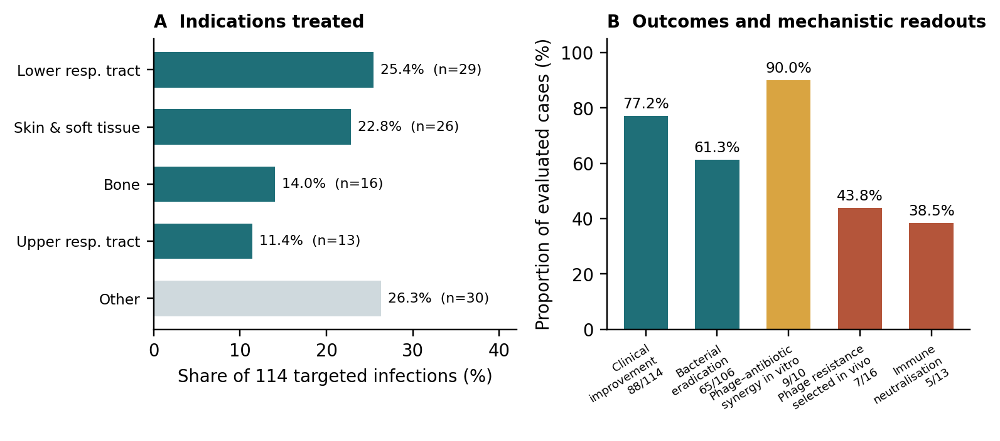 A  Indications treated
Lower resp. tract
25.4%  (n=29)
Skin & soft tissue
22.8%  (n=26)
Bone
14.0%  (n=16)
Upper resp. tract
11.4%  (n=13)
Other
26.3%  (n=30)
0
10
20
30
40
Share of 114 targeted infections (%)
B  Outcomes and mechanistic readouts
Proportion of evaluated cases (%)
100
80
60
40
20
0
77.2%
61.3%
90.0%
43.8%
38.5%
Clinical
improvement
88/114
Bacterial
eradication
65/106
Phage–antibiotic
synergy in vitro
9/10
Phage resistance
selected in vivo
7/16
Immune
neutralisation
5/13